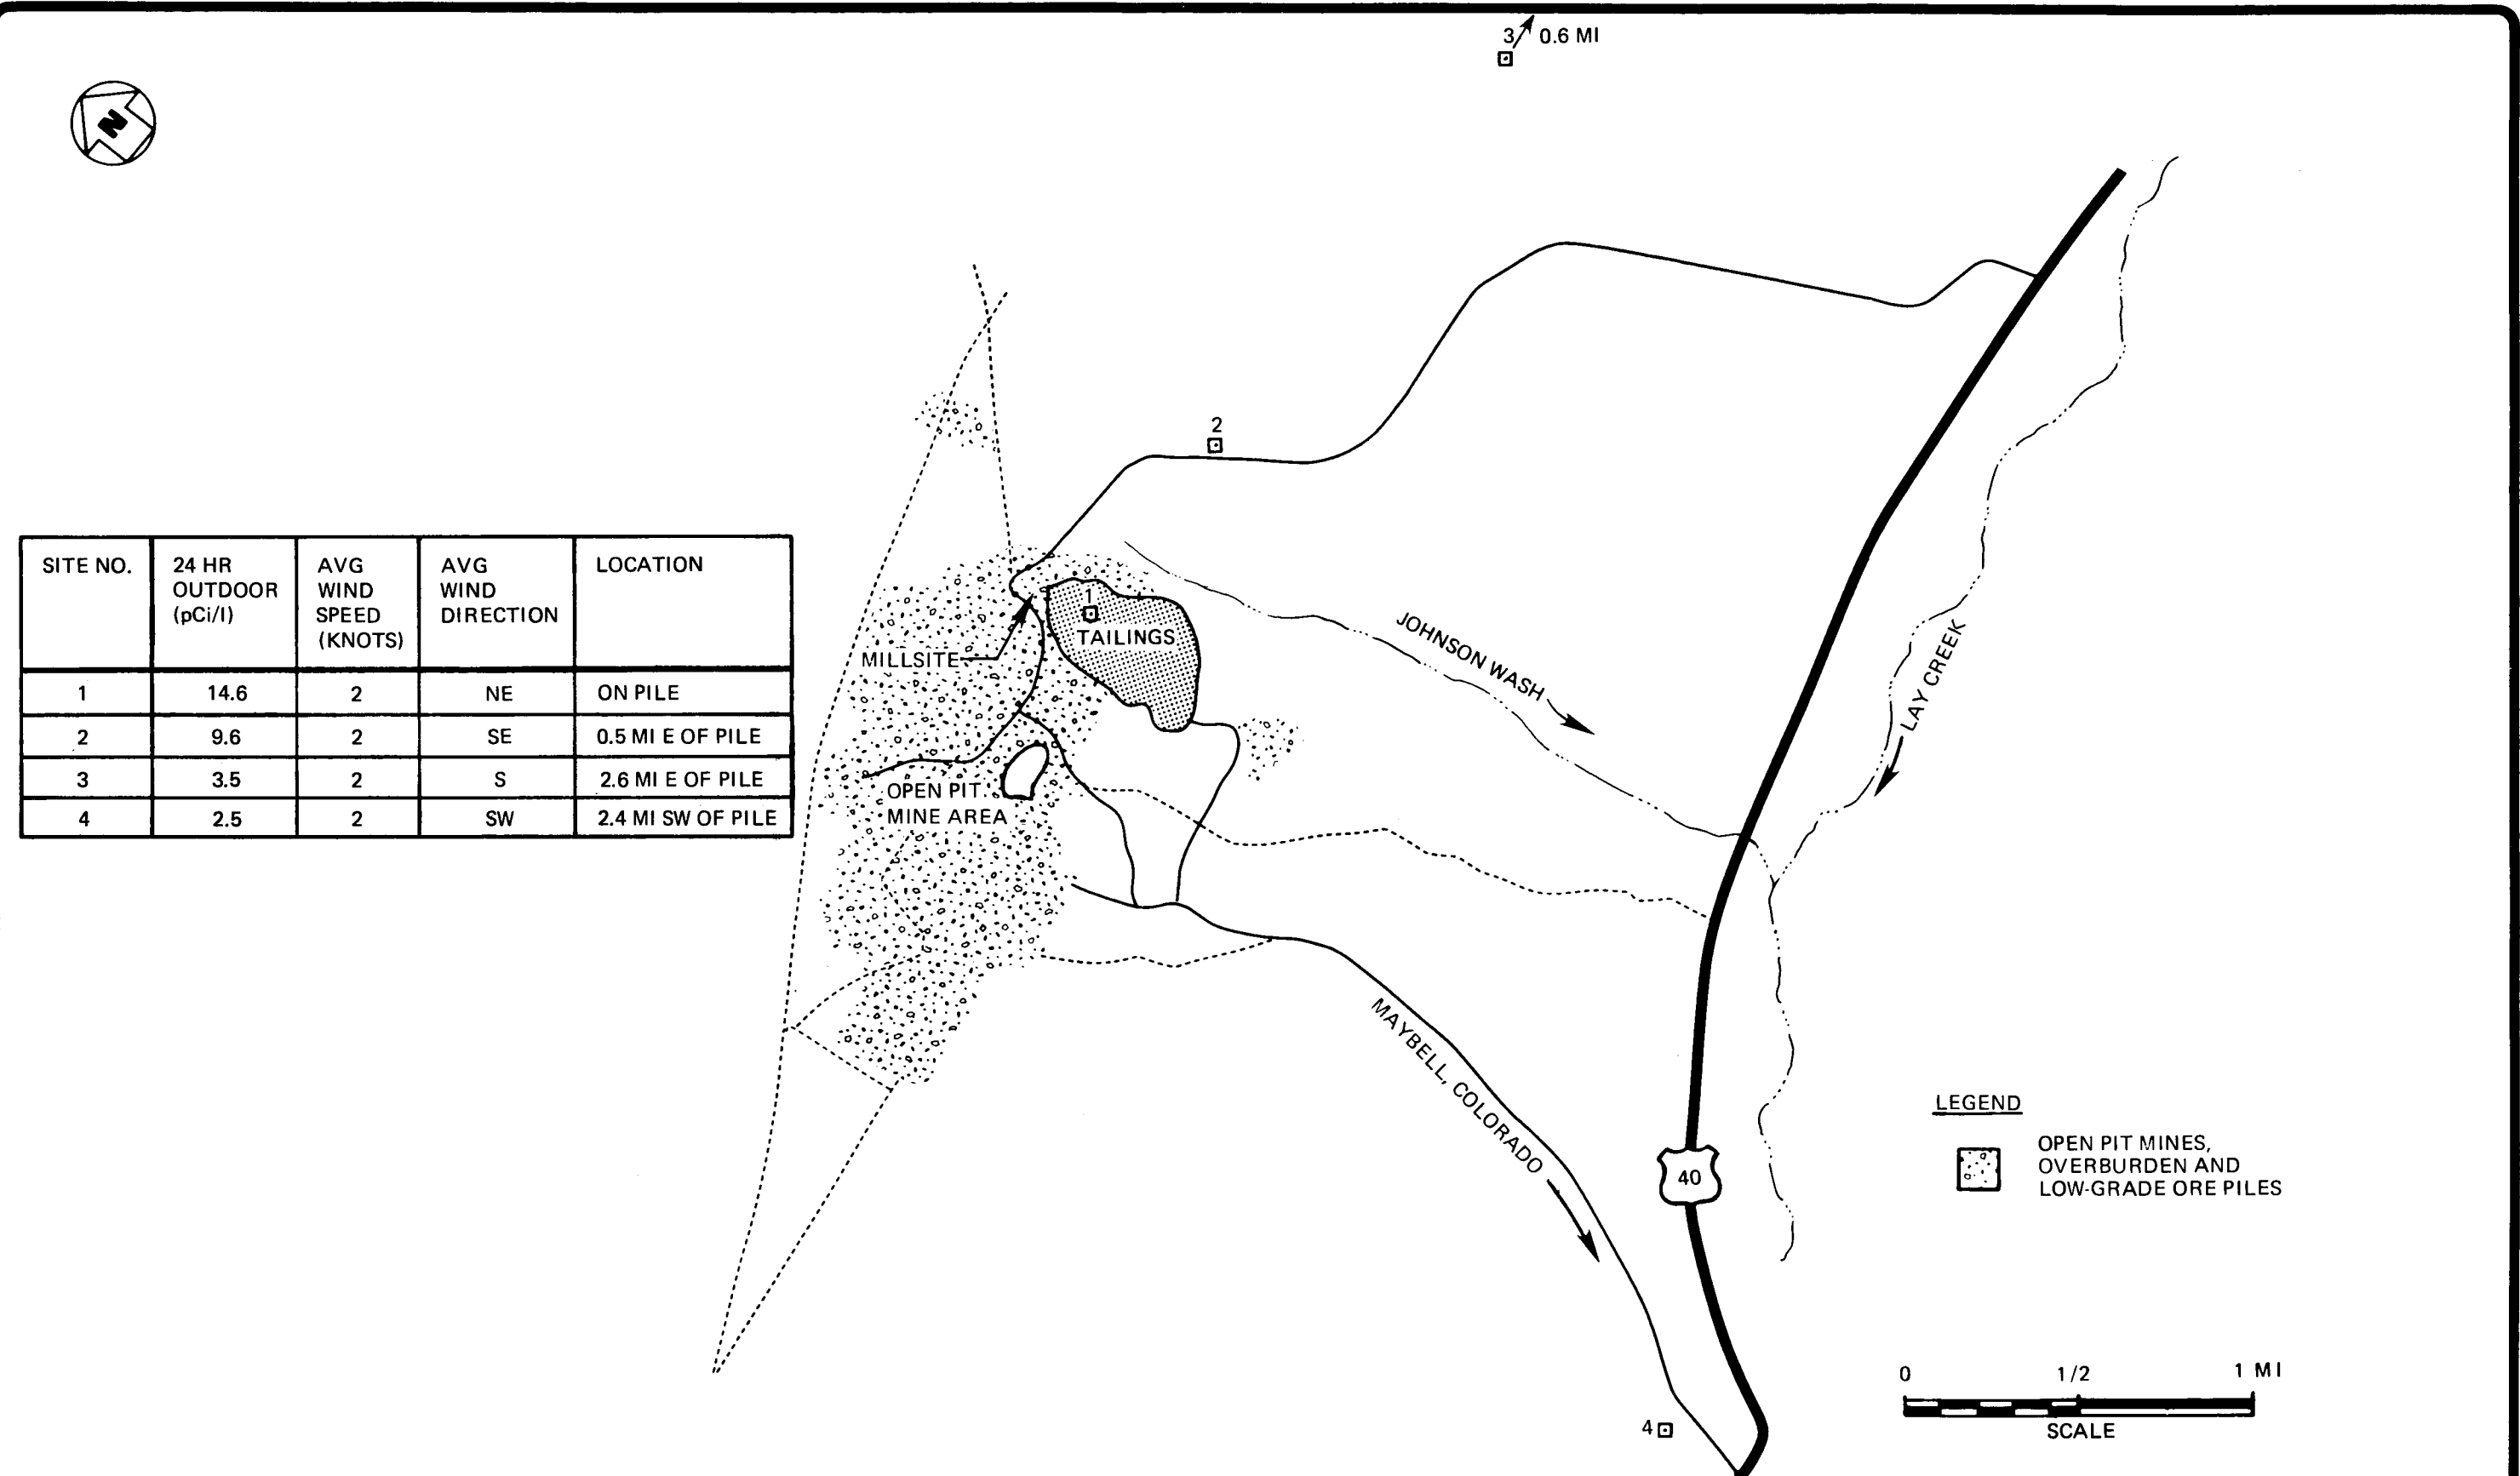 3 0.6 MI
N
2
SITE NO. 24 HR OUTDOOR (pCi/l) AVG WIND SPEED (KNOTS) AVG WIND DIRECTION LOCATION
1 14.6 2 NE ON PILE
2 9.6 2 SE 0.5 MI E OF PILE
3 3.5 2 S 2.6 MI E OF PILE
4 2.5 2 SW 2.4 MI SW OF PILE
1
TAILINGS
MILLSITE
OPEN PIT
MINE AREA
JOHNSON WASH
LAY CREEK
MAYBELL, COLORADO
40
LEGEND
OPEN PIT MINES,
OVERBURDEN AND
LOW-GRADE ORE PILES
0 1/2 1 MI
SCALE
4